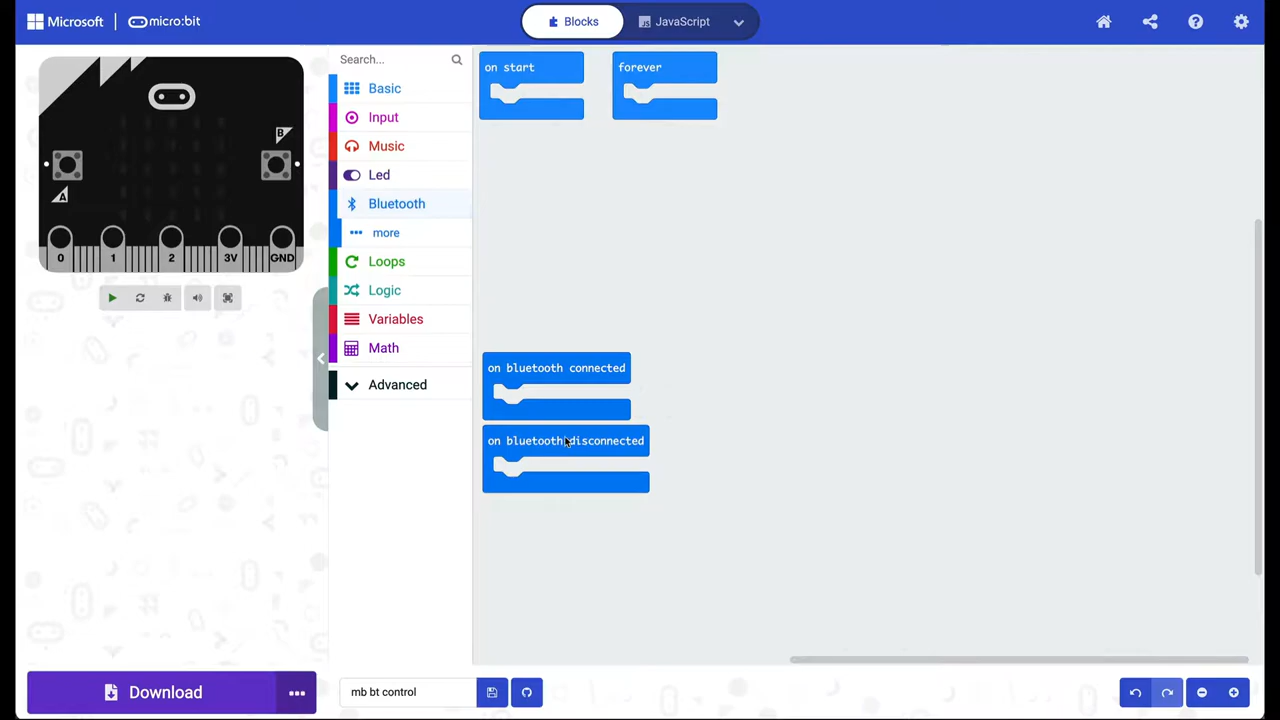 Microsoft micro:bit
Blocks
JavaScript
Search...
Basic
Input
Music
Led
Bluetooth
more
Loops
Logic
Variables
Math
Advanced
on start
forever
on bluetooth connected
on bluetooth disconnected
A
B
0 1 2 3V GND
Download
mb bt control